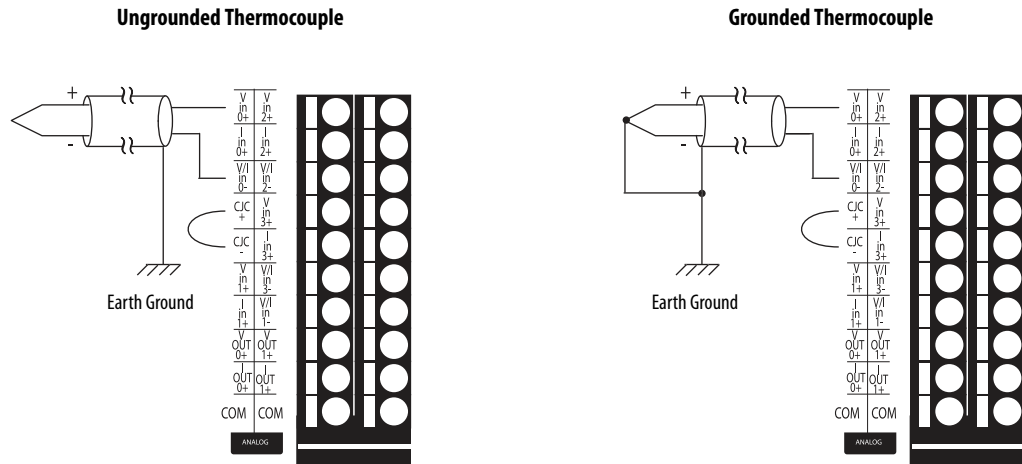 Ungrounded Thermocouple
+
-
V in 0+ V in 2+
I in 0+ I in 2+
V/I in 0- V/I in 2-
CJC + V in 3+
CJC - I in 3+
V in 1+ V/I in 3-
I in 1+ V/I in 1-
V OUT 0+ V OUT 1+
I OUT 0+ I OUT 1+
COM COM
ANALOG
Earth Ground
Grounded Thermocouple
+
-
V in 0+ V in 2+
I in 0+ I in 2+
V/I in 0- V/I in 2-
CJC + V in 3+
CJC - I in 3+
V in 1+ V/I in 3-
I in 1+ V/I in 1-
V OUT 0+ V OUT 1+
I OUT 0+ I OUT 1+
COM COM
ANALOG
Earth Ground